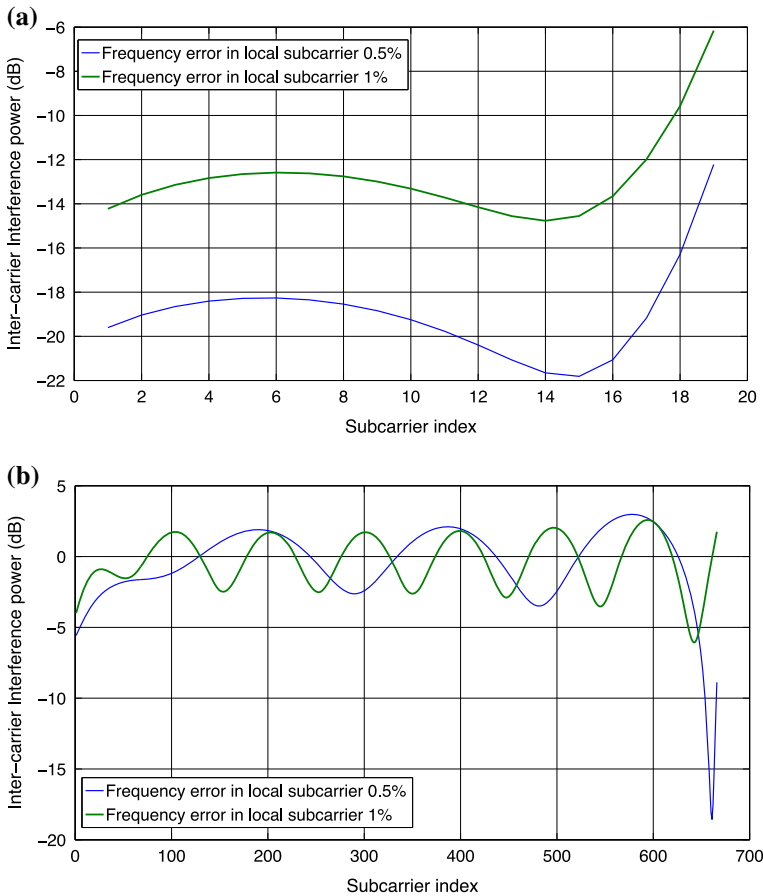 (a)
Inter-carrier Interference power (dB)
-6
-8
-10
-12
-14
-16
-18
-20
-22
Frequency error in local subcarrier 0.5%
Frequency error in local subcarrier 1%
0 2 4 6 8 10 12 14 16 18 20
Subcarrier index
(b)
Inter-carrier Interference power (dB)
5
0
-5
-10
-15
-20
Frequency error in local subcarrier 0.5%
Frequency error in local subcarrier 1%
0 100 200 300 400 500 600 700
Subcarrier index